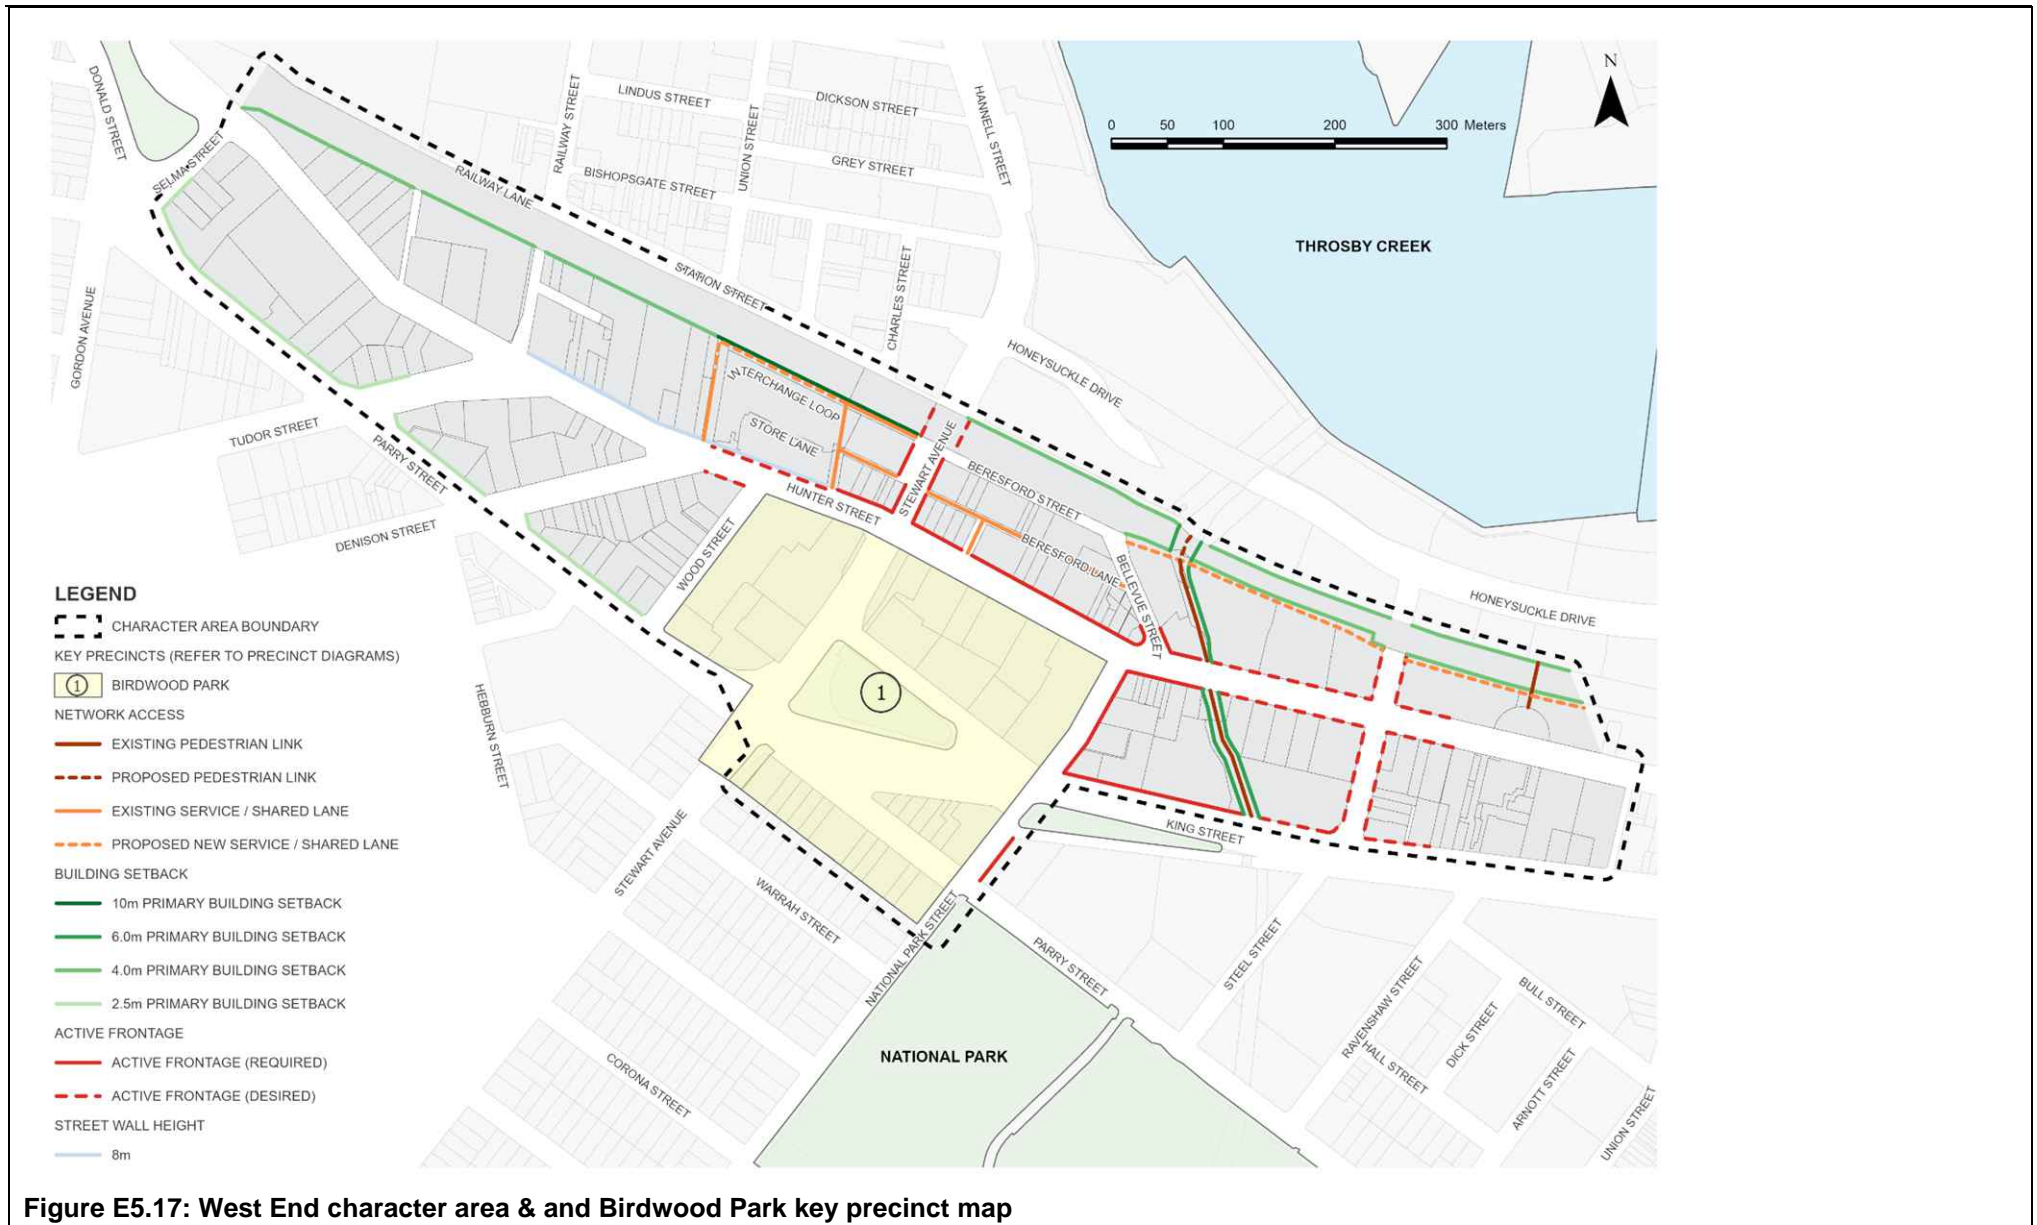 DONALD STREET
SELMA STREET
RAILWAY LANE
RAILWAY STREET
LINDUS STREET
DICKSON STREET
UNION STREET
GREY STREET
BISHOPSGATE STREET
HANNELL STREET
0 50 100 200 300 Meters
N
THROSBY CREEK
STATION STREET
CHARLES STREET
HONEYSUCKLE DRIVE
GORDON AVENUE
TUDOR STREET
PARRY STREET
DENISON STREET
INTERCHANGE LOOP
STORE LANE
HUNTER STREET
STEWART AVENUE
BERESFORD STREET
BERESFORD LANE
BELLEVUE STREET
WOOD STREET
HONEYSUCKLE DRIVE
1
HEBBURN STREET
STEWART AVENUE
WARRAH STREET
NATIONAL PARK STREET
KING STREET
PARRY STREET
STEEL STREET
RAVENSHAW STREET
HALL STREET
DICK STREET
BULL STREET
ARNOTT STREET
UNION STREET
CORONA STREET
NATIONAL PARK
LEGEND
CHARACTER AREA BOUNDARY
KEY PRECINCTS (REFER TO PRECINCT DIAGRAMS)
1 BIRDWOOD PARK
NETWORK ACCESS
EXISTING PEDESTRIAN LINK
PROPOSED PEDESTRIAN LINK
EXISTING SERVICE / SHARED LANE
PROPOSED NEW SERVICE / SHARED LANE
BUILDING SETBACK
10m PRIMARY BUILDING SETBACK
6.0m PRIMARY BUILDING SETBACK
4.0m PRIMARY BUILDING SETBACK
2.5m PRIMARY BUILDING SETBACK
ACTIVE FRONTAGE
ACTIVE FRONTAGE (REQUIRED)
ACTIVE FRONTAGE (DESIRED)
STREET WALL HEIGHT
8m
Figure E5.17: West End character area & and Birdwood Park key precinct map